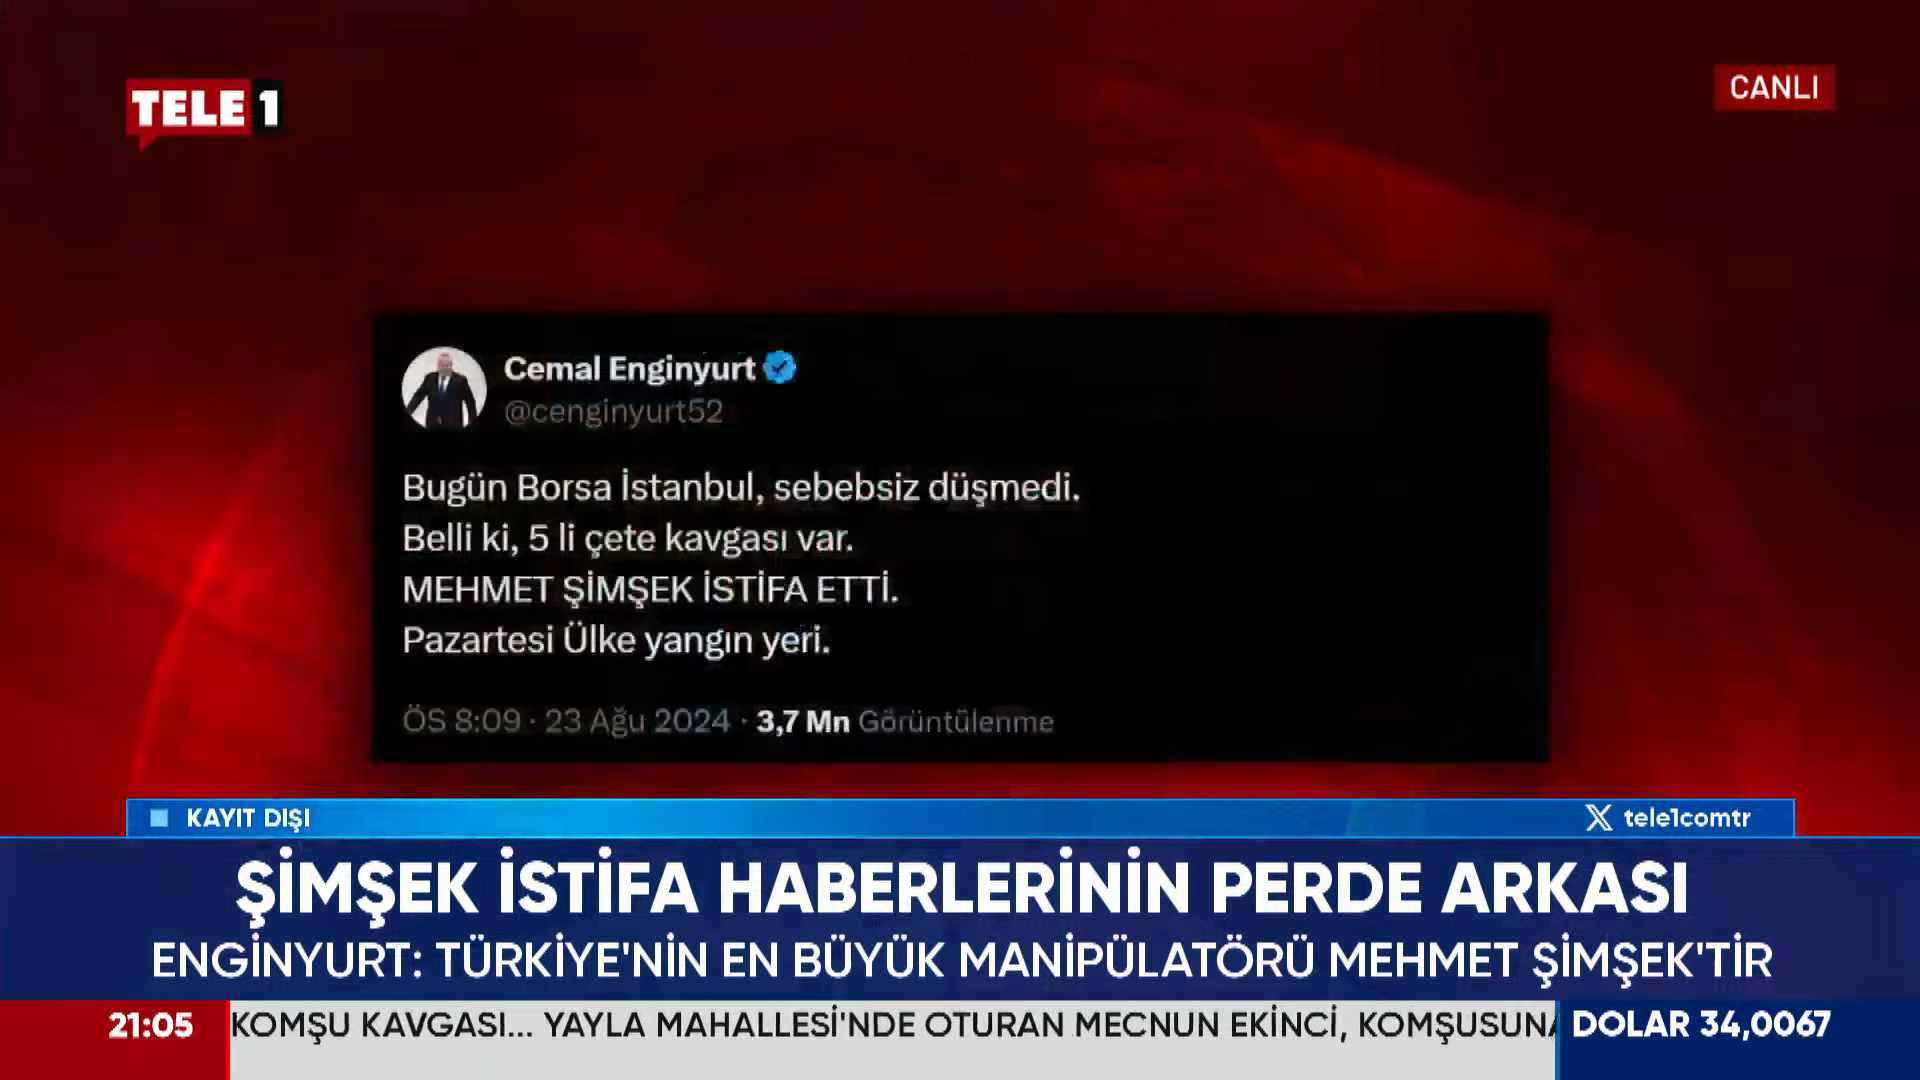 TELE 1
CANLI
Cemal Enginyurt
@cenginyurt52
Bugün Borsa İstanbul, sebebsiz düşmedi.
Belli ki, 5 li çete kavgası var.
MEHMET ŞİMŞEK İSTİFA ETTİ.
Pazartesi Ülke yangın yeri.
ÖS 8:09 · 23 Ağu 2024 · 3,7 Mn Görüntülenme
KAYIT DIŞI
X tele1comtr
ŞİMŞEK İSTİFA HABERLERİNİN PERDE ARKASI
ENGİNYURT: TÜRKİYE'NİN EN BÜYÜK MANİPÜLATÖRÜ MEHMET ŞİMŞEK'TİR
21:05 KOMŞU KAVGASI... YAYLA MAHALLESİ'NDE OTURAN MECNUN EKİNCİ, KOMŞUSUNA DOLAR 34,0067